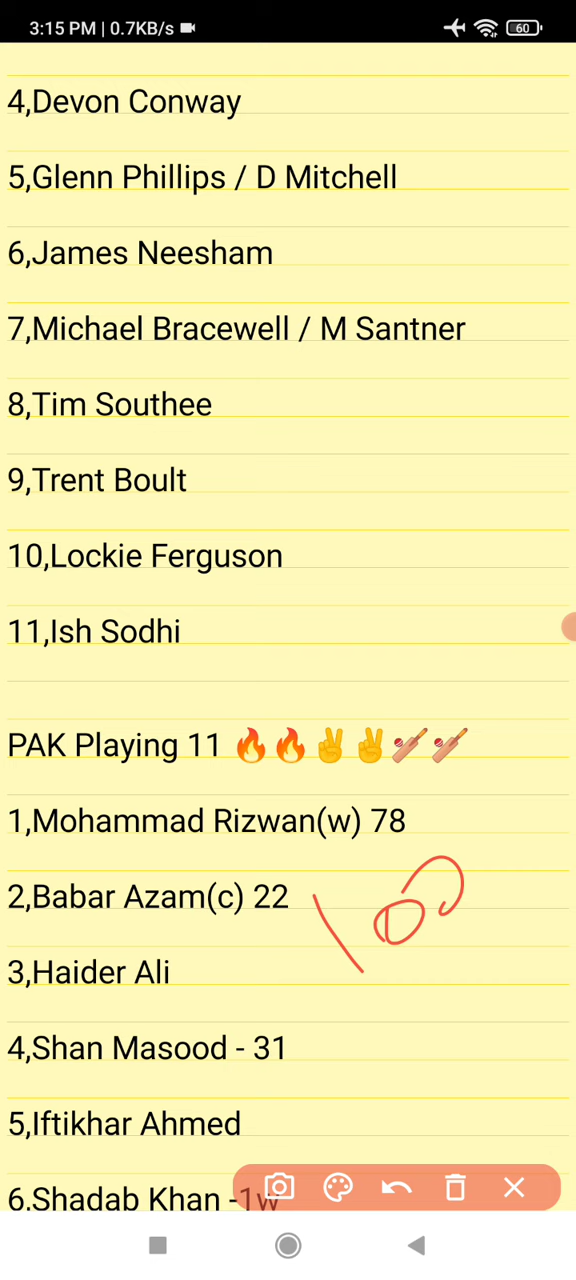 3:15 PM | 0.7KB/s
60
4,Devon Conway
5,Glenn Phillips / D Mitchell
6,James Neesham
7,Michael Bracewell / M Santner
8,Tim Southee
9,Trent Boult
10,Lockie Ferguson
11,Ish Sodhi
PAK Playing 11 🔥🔥✌️✌️🏏🏏
1,Mohammad Rizwan(w) 78
2,Babar Azam(c) 22
100
3,Haider Ali
4,Shan Masood - 31
5,Iftikhar Ahmed
6.Shadab Khan -1w